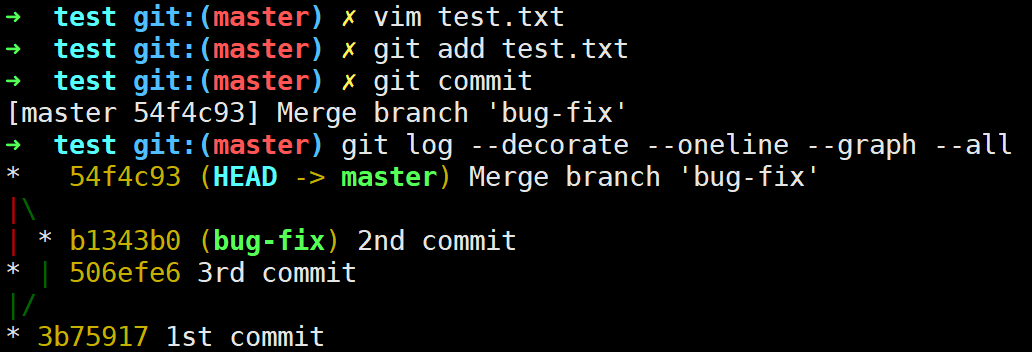 ➜  test git:(master) ✗ vim test.txt
➜  test git:(master) ✗ git add test.txt
➜  test git:(master) ✗ git commit
[master 54f4c93] Merge branch 'bug-fix'
➜  test git:(master) git log --decorate --oneline --graph --all
*   54f4c93 (HEAD -> master) Merge branch 'bug-fix'
|\
| * b1343b0 (bug-fix) 2nd commit
* | 506efe6 3rd commit
|/
* 3b75917 1st commit